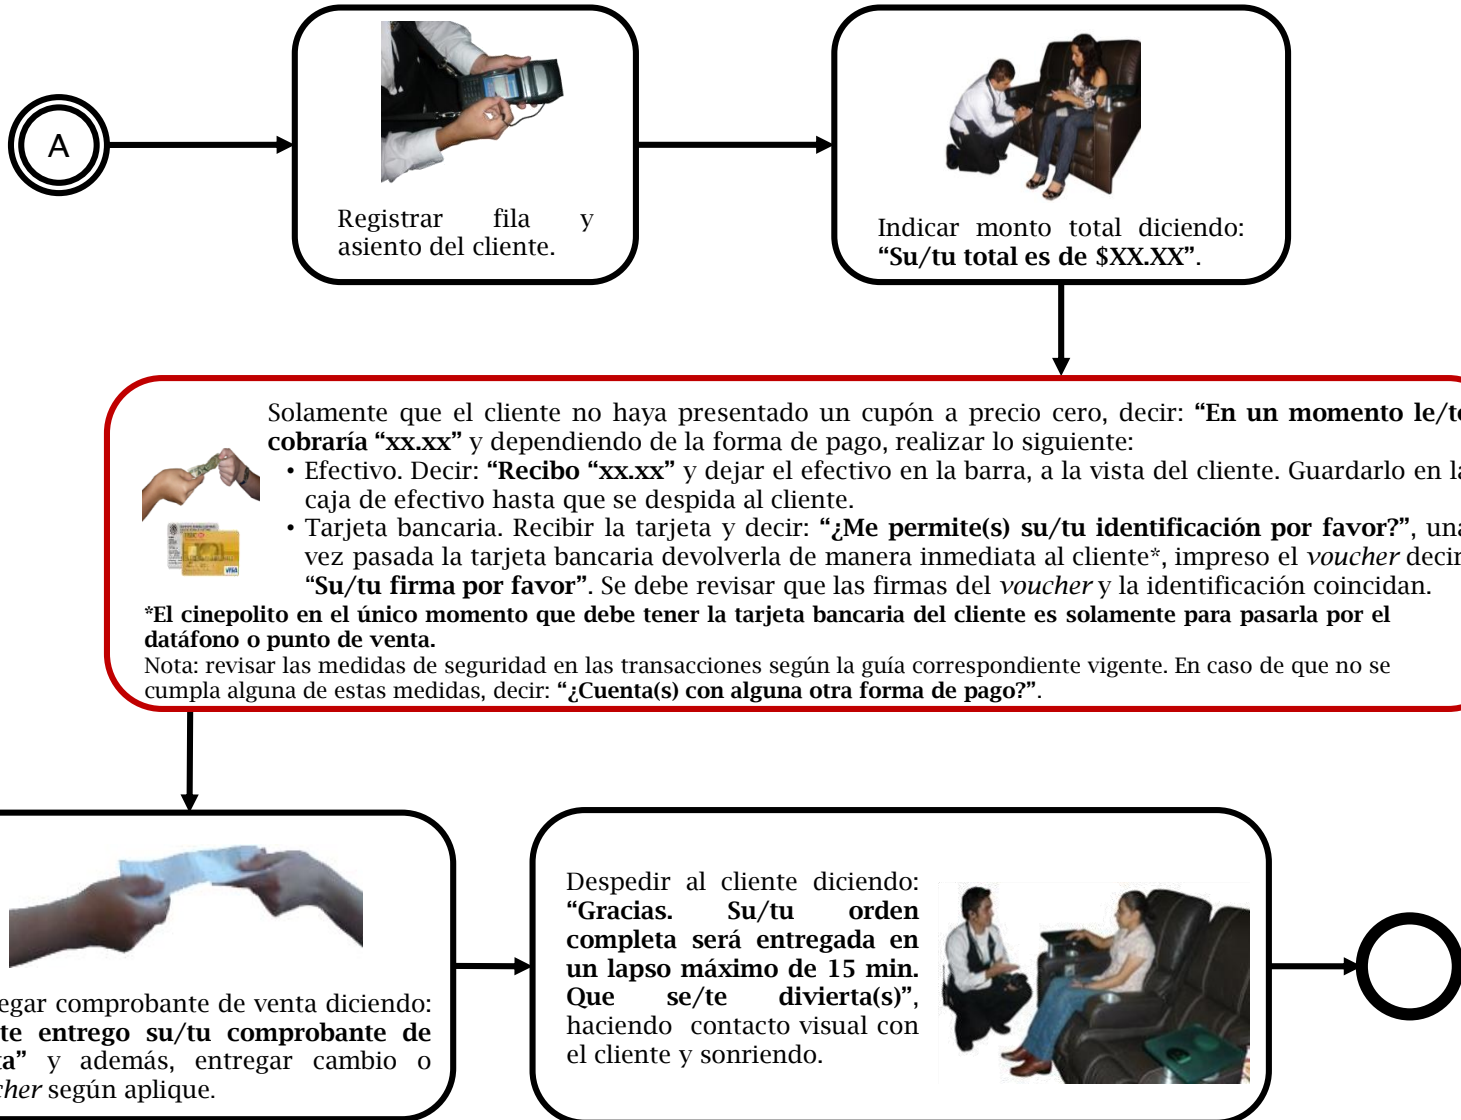 A
Registrar fila y
asiento del cliente.
Indicar monto total diciendo:
“Su/tu total es de $XX.XX”.
Solamente que el cliente no haya presentado un cupón a precio cero, decir: “En un momento le/te
cobraría “xx.xx” y dependiendo de la forma de pago, realizar lo siguiente:
• Efectivo. Decir: “Recibo “xx.xx” y dejar el efectivo en la barra, a la vista del cliente. Guardarlo en la
caja de efectivo hasta que se despida al cliente.
• Tarjeta bancaria. Recibir la tarjeta y decir: “¿Me permite(s) su/tu identificación por favor?”, una
vez pasada la tarjeta bancaria devolverla de manera inmediata al cliente*, impreso el voucher decir
“Su/tu firma por favor”. Se debe revisar que las firmas del voucher y la identificación coincidan.
*El cinepolito en el único momento que debe tener la tarjeta bancaria del cliente es solamente para pasarla por el
datáfono o punto de venta.
Nota: revisar las medidas de seguridad en las transacciones según la guía correspondiente vigente. En caso de que no se
cumpla alguna de estas medidas, decir: “¿Cuenta(s) con alguna otra forma de pago?”.
egar comprobante de venta diciendo:
te entrego su/tu comprobante de
ta” y además, entregar cambio o
cher según aplique.
Despedir al cliente diciendo:
“Gracias. Su/tu orden
completa será entregada en
un lapso máximo de 15 min.
Que se/te divierta(s)”,
haciendo contacto visual con
el cliente y sonriendo.